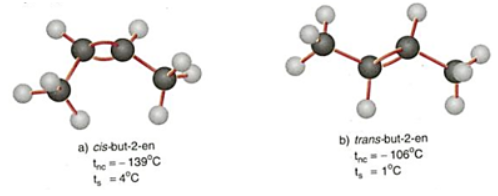 a) cis-but-2-en
tnc = – 139°C
ts = 4°C
b) trans-but-2-en
tnc = – 106°C
ts = 1°C